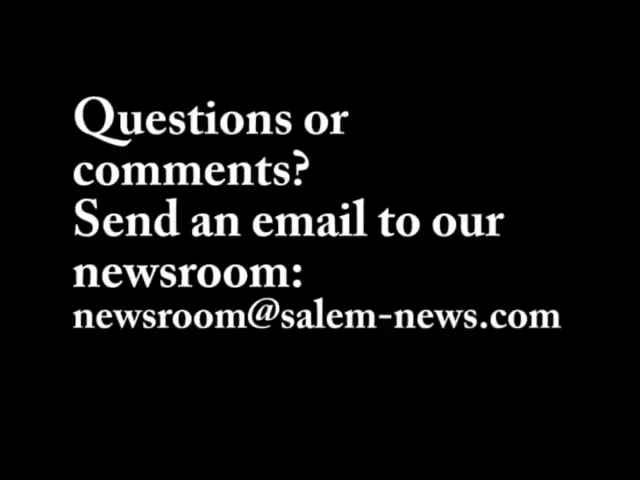 Questions or
comments?
Send an email to our
newsroom:
newsroom@salem-news.com